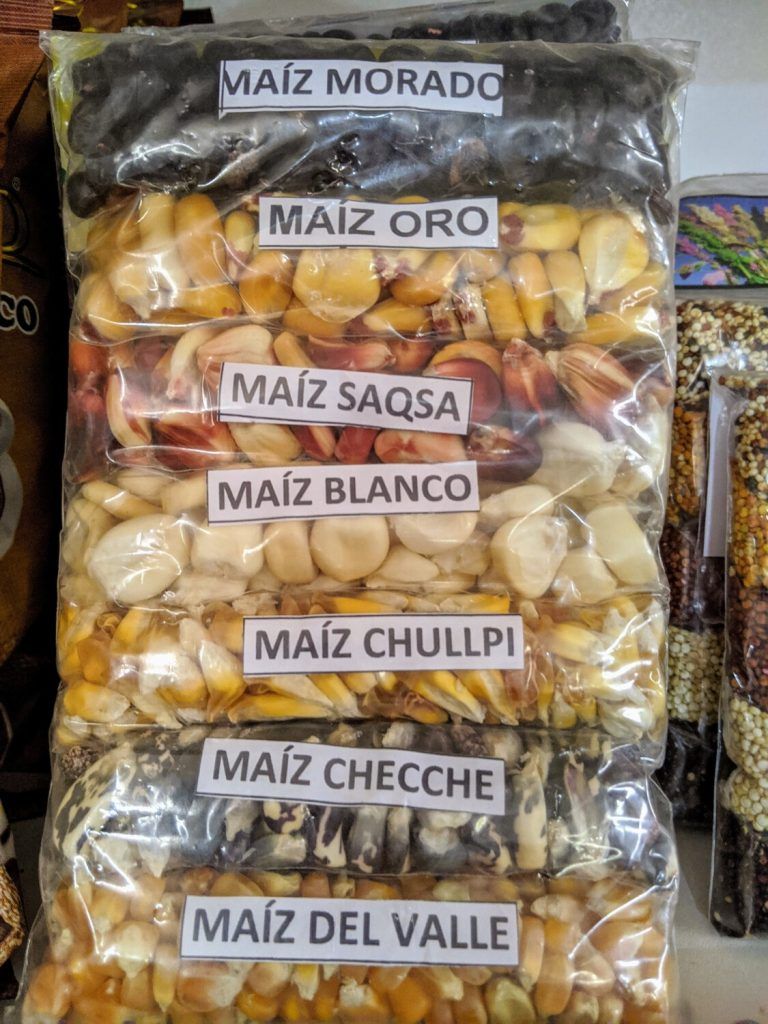 MAÍZ MORADO
MAÍZ ORO
MAÍZ SAQSA
MAÍZ BLANCO
MAÍZ CHULLPI
MAÍZ CHECCHE
MAÍZ DEL VALLE